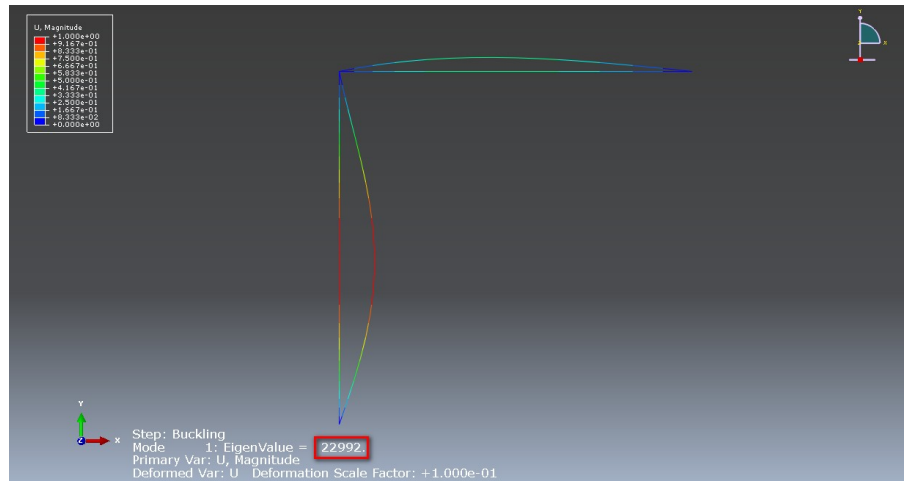 U, Magnitude
+1.000e+00
+9.167e-01
+8.333e-01
+7.500e-01
+6.667e-01
+5.833e-01
+5.000e-01
+4.167e-01
+3.333e-01
+2.500e-01
+1.667e-01
+8.333e-02
+0.000e+00
Y
X
Y
Z
X
Step: Buckling
Mode 1: EigenValue = 22992.
Primary Var: U, Magnitude
Deformed Var: U Deformation Scale Factor: +1.000e-01